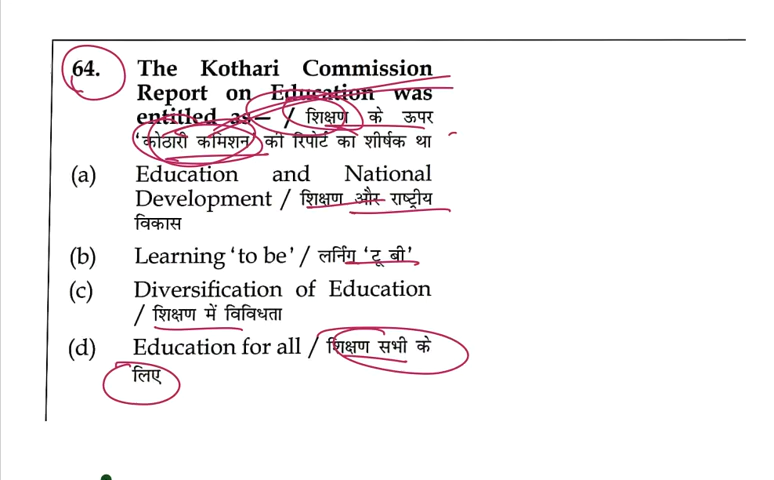 64. The Kothari Commission
Report on Education was
entitled as— / शिक्षण के ऊपर
'कोठारी कमिशन' की रिपोर्ट का शीर्षक था
(a) Education and National
Development / शिक्षण और राष्ट्रीय
विकास
(b) Learning 'to be' / लर्निंग 'टू बी'
(c) Diversification of Education
/ शिक्षण में विविधता
(d) Education for all / शिक्षण सभी के
लिए